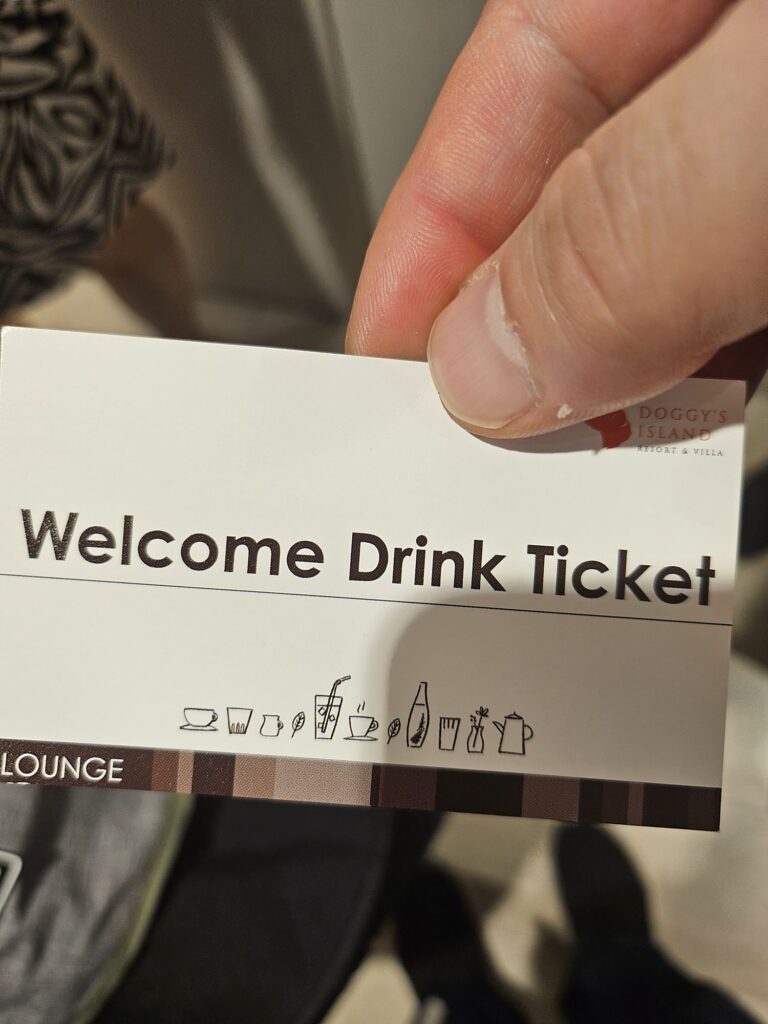 DOGGY'S
ISLAND
RESORT & VILLA
Welcome Drink Ticket
LOUNGE